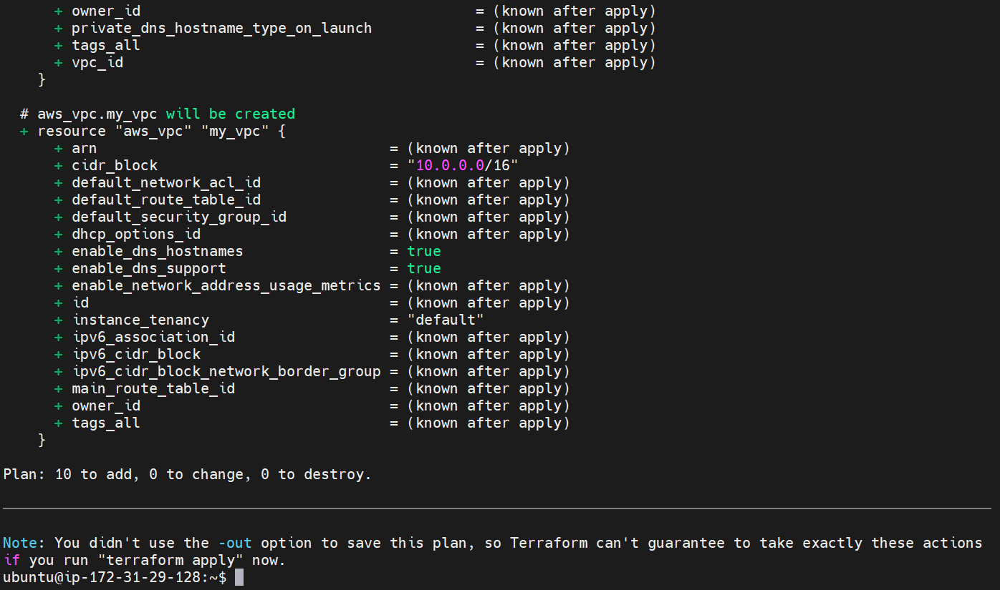 + owner_id = (known after apply)
+ private_dns_hostname_type_on_launch = (known after apply)
+ tags_all = (known after apply)
+ vpc_id = (known after apply)
}
# aws_vpc.my_vpc will be created
+ resource "aws_vpc" "my_vpc" {
+ arn = (known after apply)
+ cidr_block = "10.0.0.0/16"
+ default_network_acl_id = (known after apply)
+ default_route_table_id = (known after apply)
+ default_security_group_id = (known after apply)
+ dhcp_options_id = (known after apply)
+ enable_dns_hostnames = true
+ enable_dns_support = true
+ enable_network_address_usage_metrics = (known after apply)
+ id = (known after apply)
+ instance_tenancy = "default"
+ ipv6_association_id = (known after apply)
+ ipv6_cidr_block = (known after apply)
+ ipv6_cidr_block_network_border_group = (known after apply)
+ main_route_table_id = (known after apply)
+ owner_id = (known after apply)
+ tags_all = (known after apply)
}
Plan: 10 to add, 0 to change, 0 to destroy.
Note: You didn't use the -out option to save this plan, so Terraform can't guarantee to take exactly these actions
if you run "terraform apply" now.
ubuntu@ip-172-31-29-128:~$